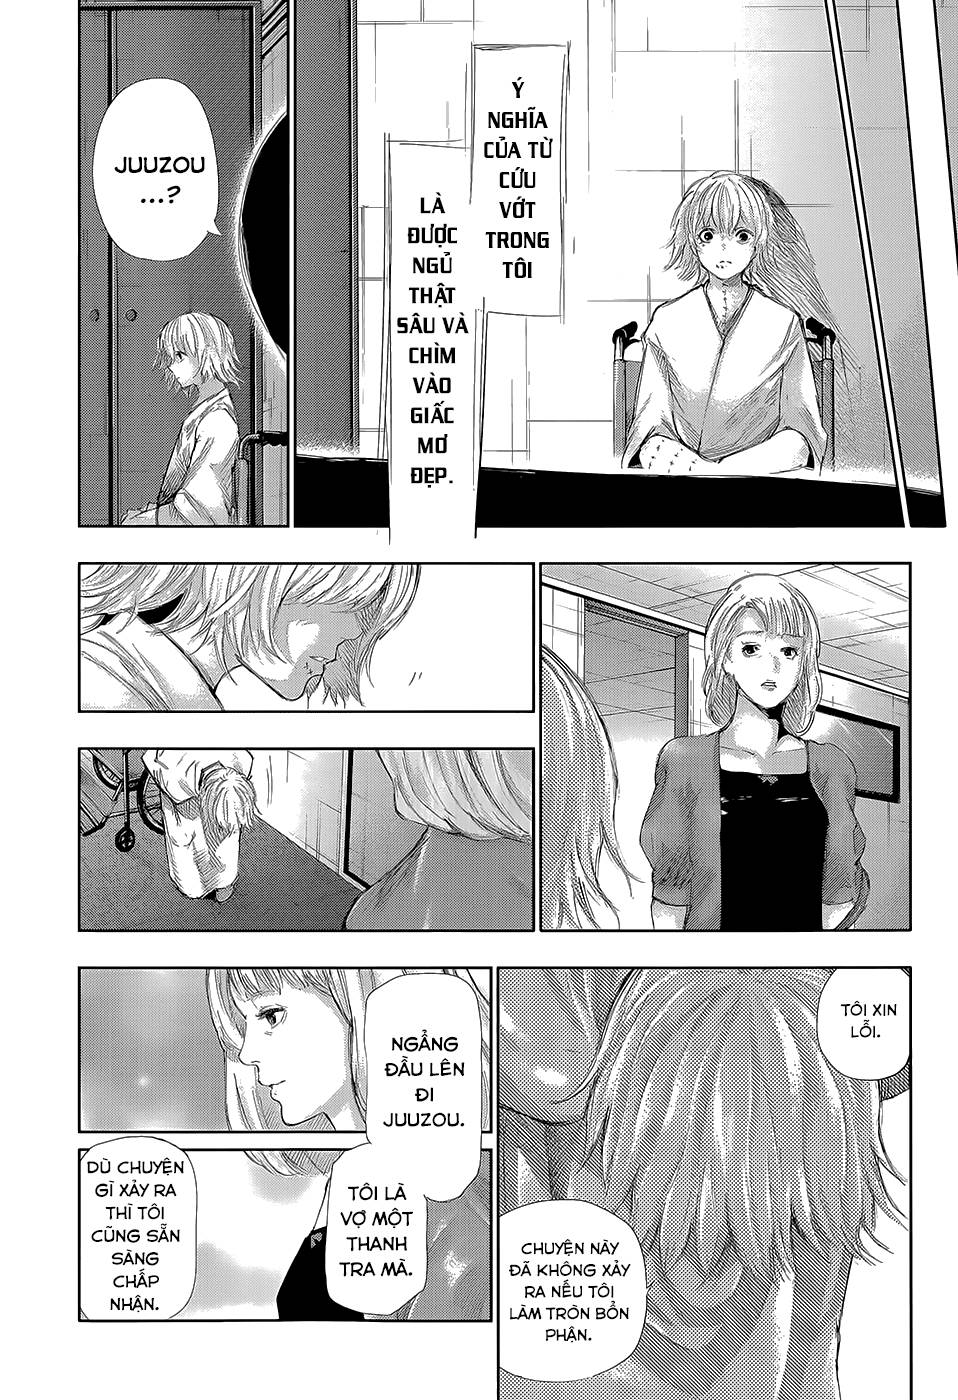 Ý
NGHĨA
CỦA TỪ
CỨU
VỚT
TRONG
TÔI
LÀ
ĐƯỢC
NGỦ
THẬT
SÂU VÀ
CHÌM
VÀO
GIẤC
MƠ
ĐẸP.
JUUZOU
...?
TÔI XIN
LỖI.
CHUYỆN NÀY
ĐÃ KHÔNG XẢY
RA NẾU TÔI
LÀM TRÒN BỔN
PHẬN.
NGẨNG
ĐẦU LÊN
ĐI
JUUZOU.
TÔI LÀ
VỢ MỘT
THANH
TRA MÀ.
DÙ CHUYỆN
GÌ XẢY RA
THÌ TÔI
CŨNG SẴN
SÀNG
CHẤP
NHẬN.